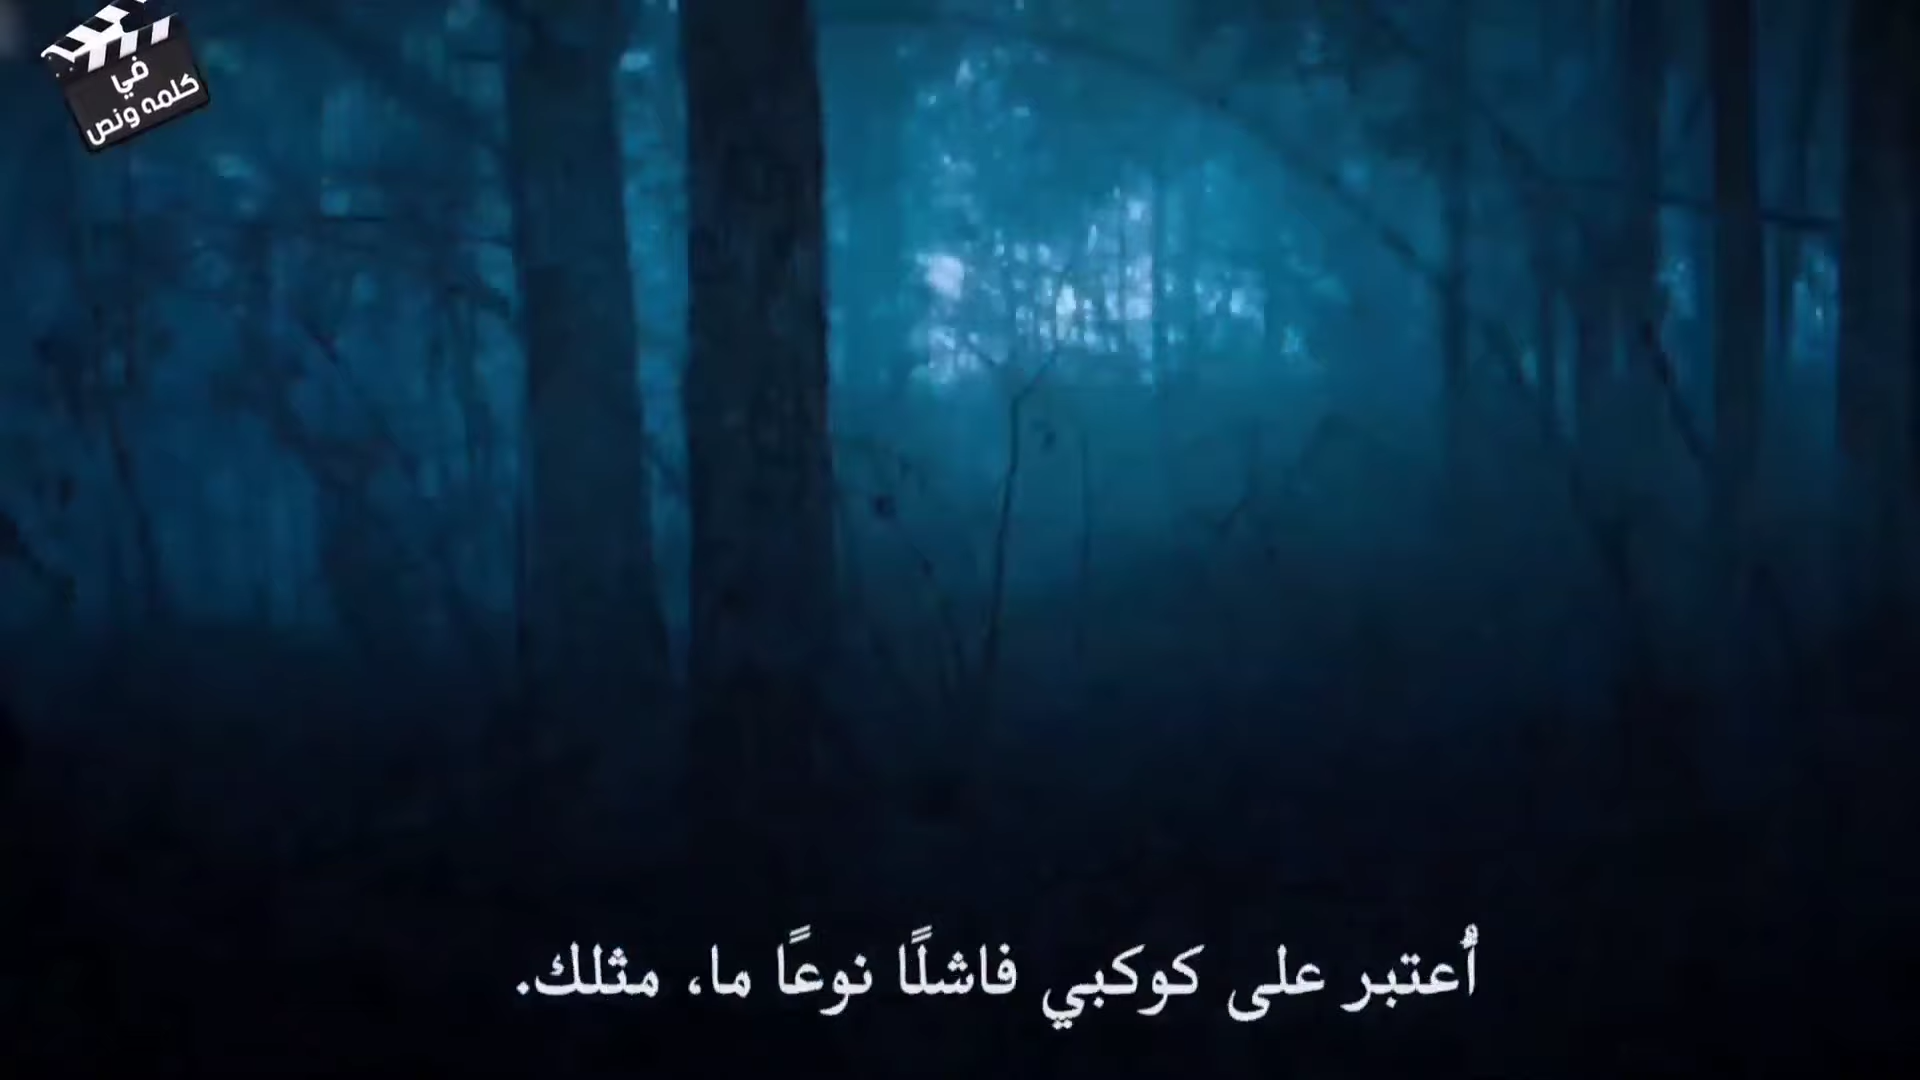 في
كلمه ونص
أُعتبر على كوكبي فاشلًا نوعًا ما، مثلك.